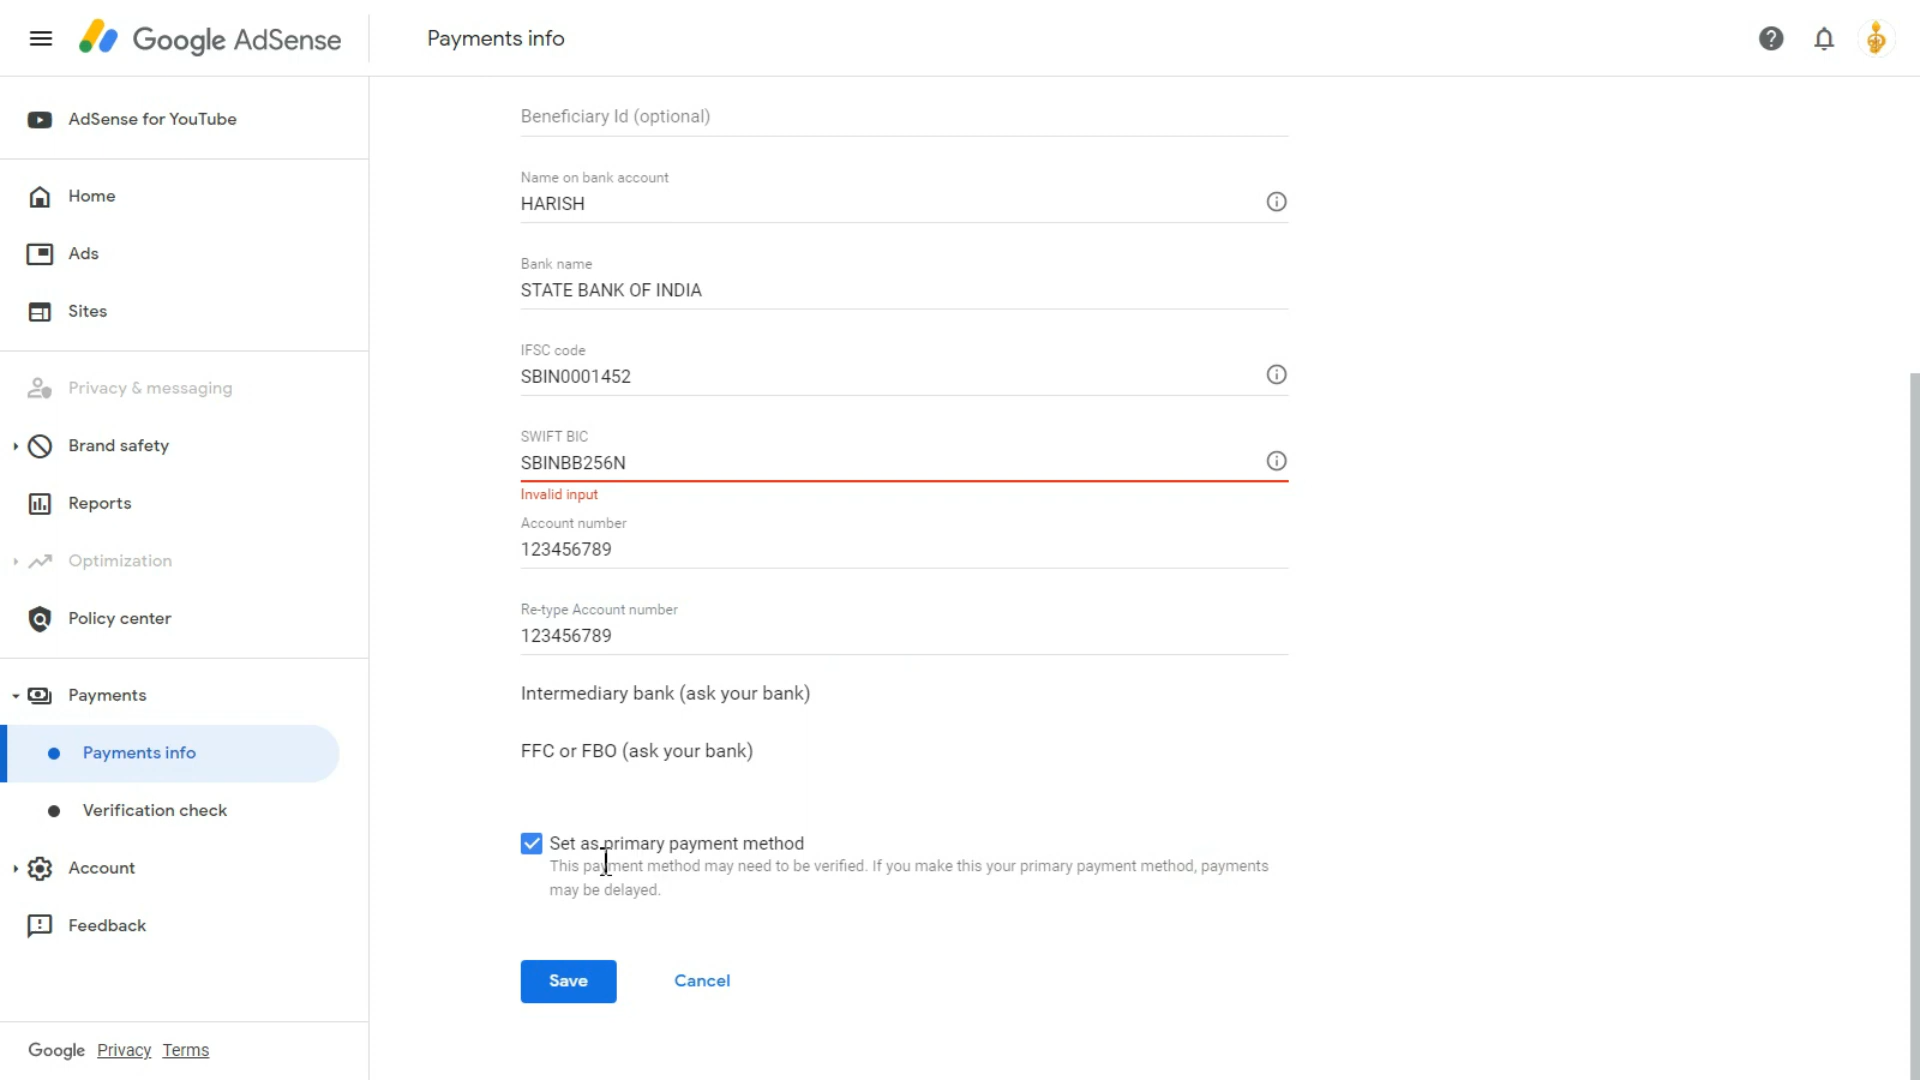 Google AdSense
Payments info
AdSense for YouTube
Home
Ads
Sites
Privacy & messaging
Brand safety
Reports
Optimization
Policy center
Payments
Payments info
Verification check
Account
Feedback
Google Privacy Terms
Beneficiary Id (optional)
Name on bank account
HARISH
Bank name
STATE BANK OF INDIA
IFSC code
SBIN0001452
SWIFT BIC
SBINBB256N
Invalid input
Account number
123456789
Re-type Account number
123456789
Intermediary bank (ask your bank)
FFC or FBO (ask your bank)
Set as primary payment method
This payment method may need to be verified. If you make this your primary payment method, payments
may be delayed.
Save
Cancel